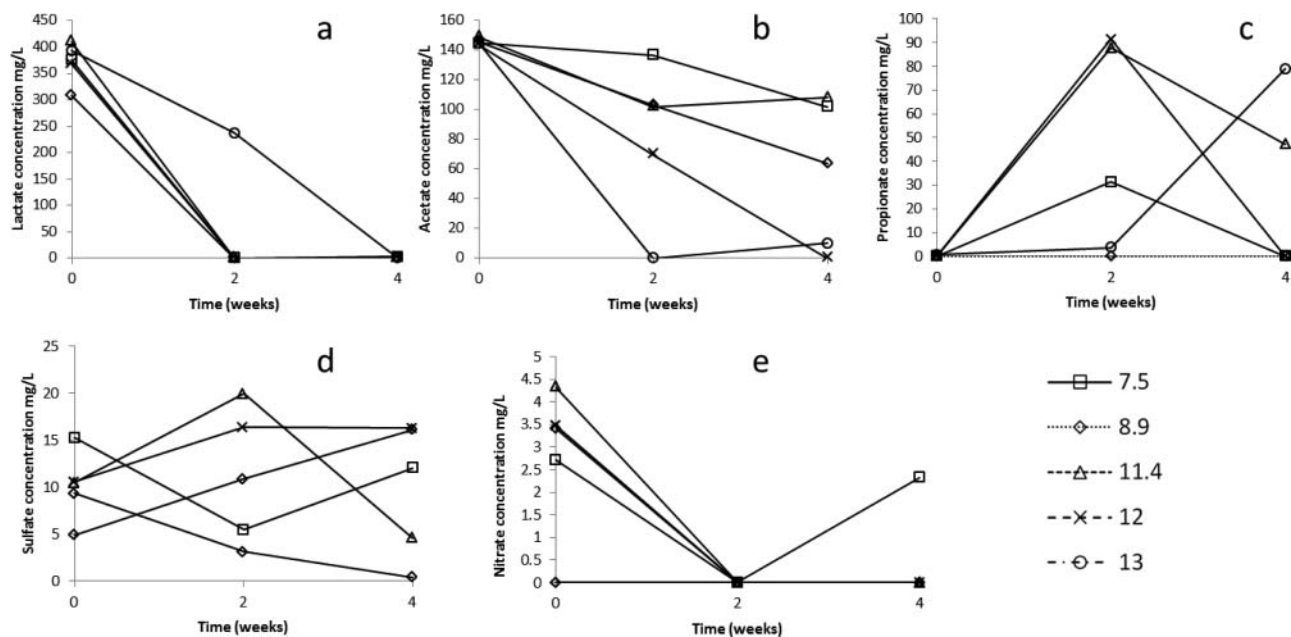 a
450
400
350
300
250
200
150
100
50
0
0 2 4
Lactate concentration mg/L
Time (weeks)
b
160
140
120
100
80
60
40
20
0
0 2 4
Acetate concentration mg/L
Time (weeks)
c
100
90
80
70
60
50
40
30
20
10
0
0 2 4
Propionate concentration mg/L
Time (weeks)
d
25
20
15
10
5
0
0 2 4
Sulfate concentration mg/L
Time (weeks)
e
5
4.5
4
3.5
3
2.5
2
1.5
1
0.5
0
0 2 4
Nitrate concentration mg/L
Time (weeks)
7.5
8.9
11.4
12
13